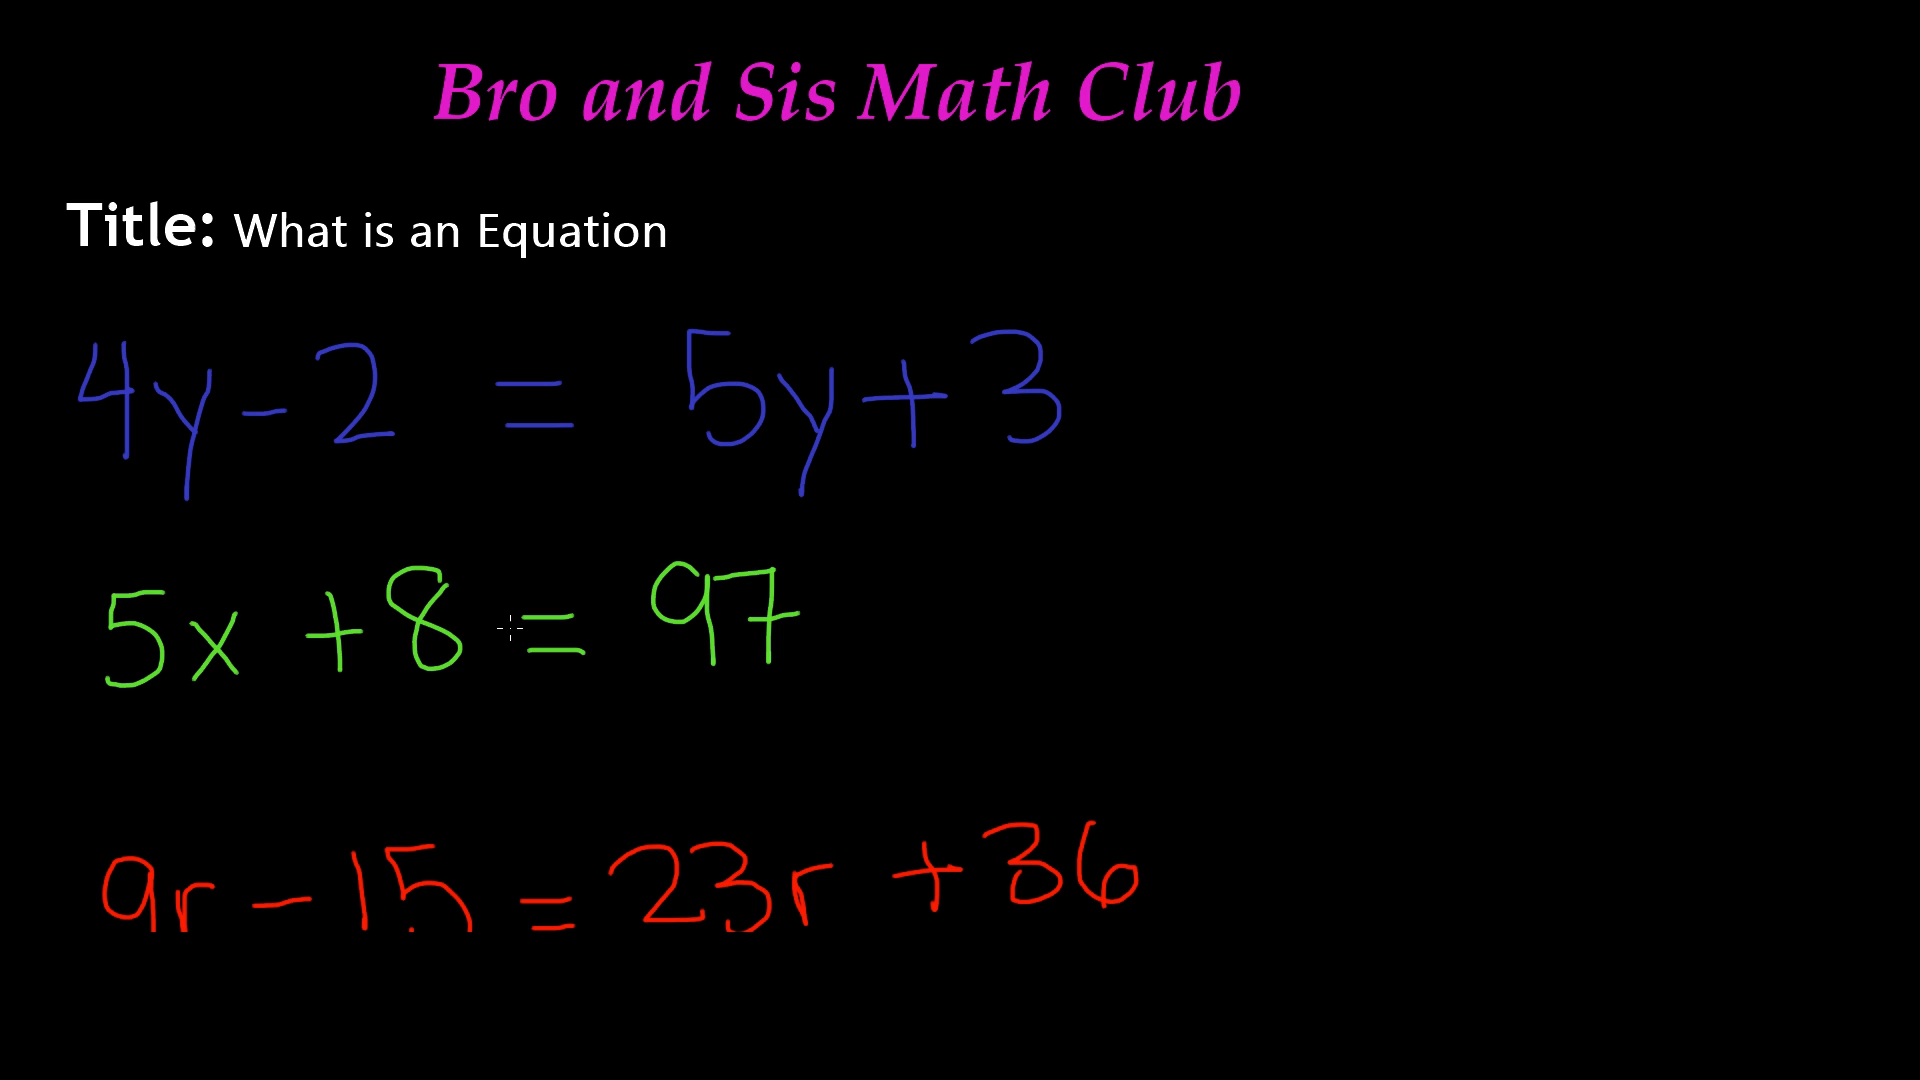 Bro and Sis Math Club
Title: What is an Equation
4y - 2 = 5y + 3
5x + 8 = 97
9r - 15 = 23r + 36